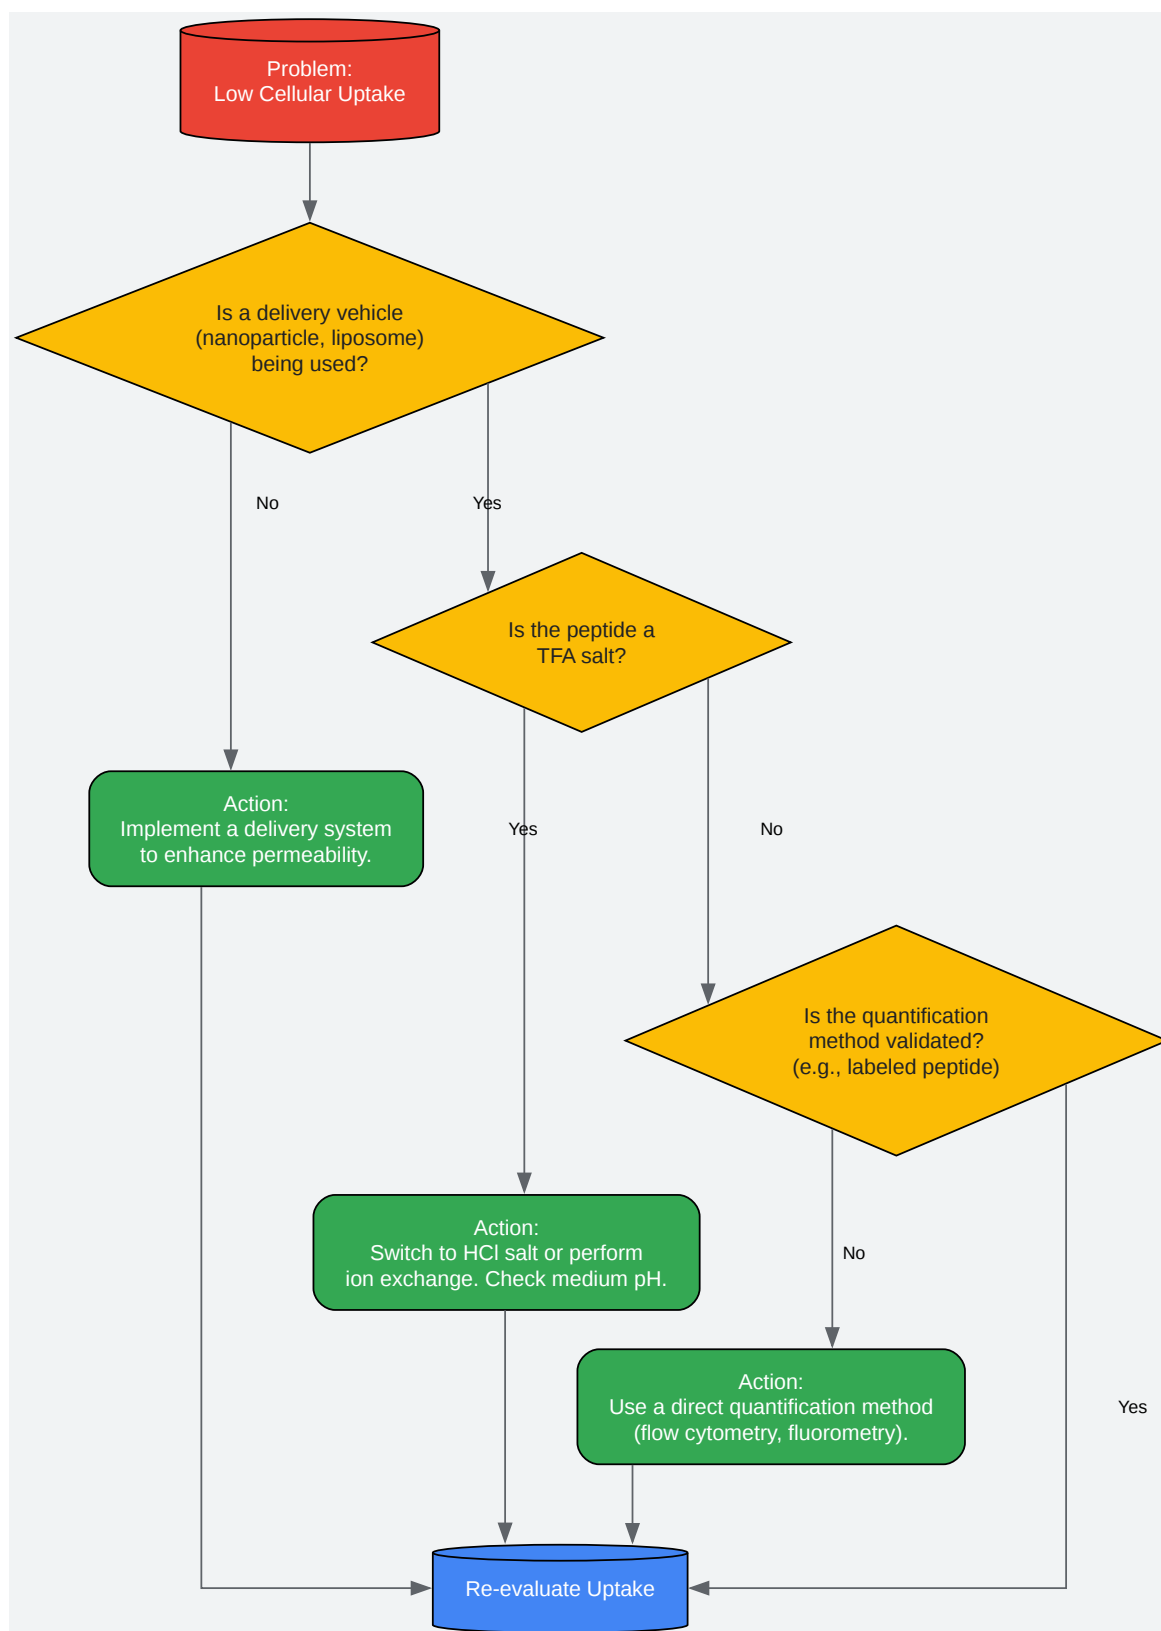 Problem:
Low Cellular Uptake
Is a delivery vehicle
(nanoparticle, liposome)
being used?
No
Yes
Is the peptide a
TFA salt?
Action:
Implement a delivery system
to enhance permeability.
Yes
No
Is the quantification
method validated?
(e.g., labeled peptide)
Action:
Switch to HCl salt or perform
ion exchange. Check medium pH.
No
Action:
Use a direct quantification method
(flow cytometry, fluorometry).
Yes
Re-evaluate Uptake